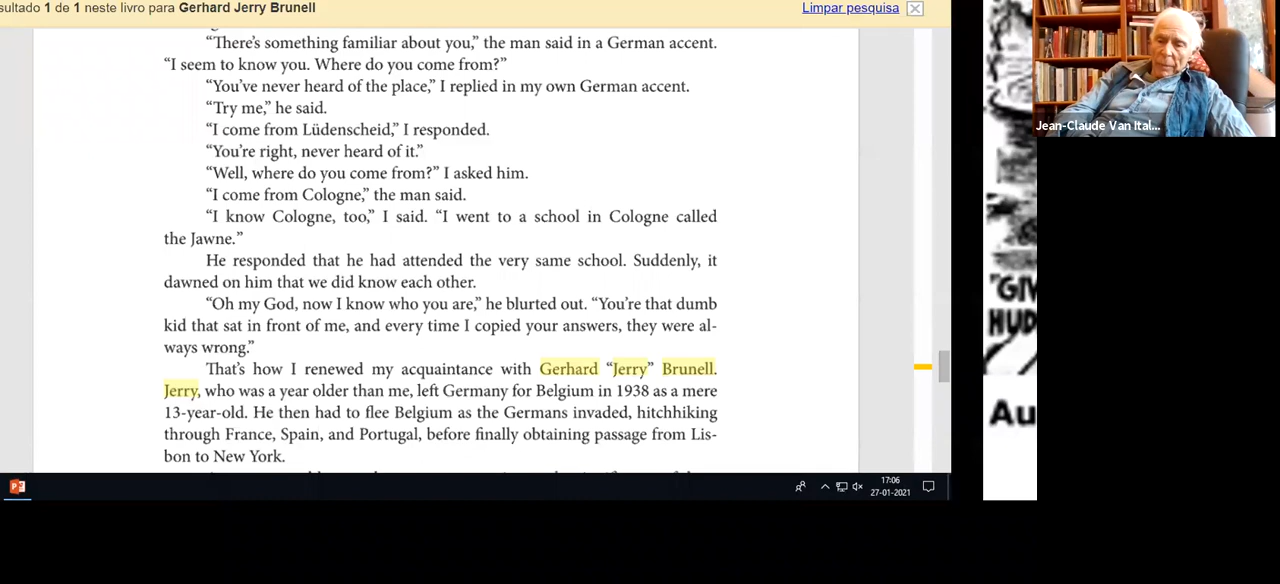 sultado 1 de 1 neste livro para Gerhard Jerry Brunell
Limpar pesquisa
“There’s something familiar about you,” the man said in a German accent.
“I seem to know you. Where do you come from?”
“You’ve never heard of the place,” I replied in my own German accent.
“Try me,” he said.
“I come from Lüdenscheid,” I responded.
“You’re right, never heard of it.”
“Well, where do you come from?” I asked him.
“I come from Cologne,” the man said.
“I know Cologne, too,” I said. “I went to a school in Cologne called
the Jawne.”
He responded that he had attended the very same school. Suddenly, it
dawned on him that we did know each other.
“Oh my God, now I know who you are,” he blurted out. “You’re that dumb
kid that sat in front of me, and every time I copied your answers, they were al-
ways wrong.”
That’s how I renewed my acquaintance with Gerhard “Jerry” Brunell.
Jerry, who was a year older than me, left Germany for Belgium in 1938 as a mere
13-year-old. He then had to flee Belgium as the Germans invaded, hitchhiking
through France, Spain, and Portugal, before finally obtaining passage from Lis-
bon to New York.
17:06
27-01-2021
Jean-Claude Van Ital...
"GIV
HUD
Au